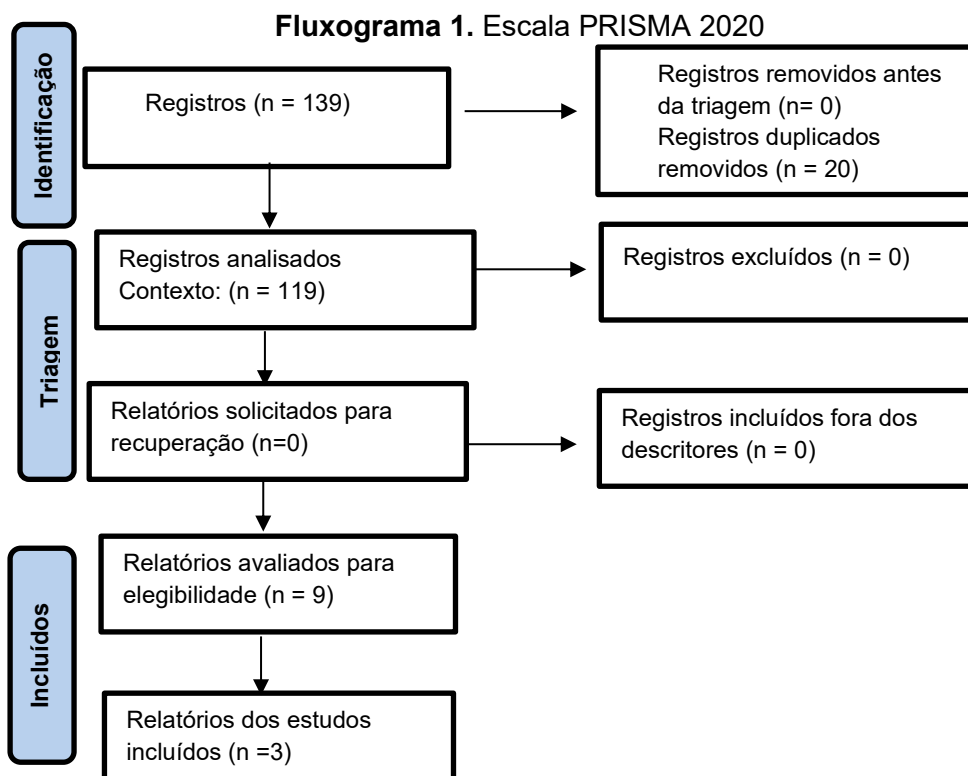 Fluxograma 1. Escala PRISMA 2020
Identificação
Registros (n = 139)
Registros removidos antes
da triagem (n= 0)
Registros duplicados
removidos (n = 20)
Triagem
Registros analisados
Contexto: (n = 119)
Registros excluídos (n = 0)
Relatórios solicitados para
recuperação (n=0)
Registros incluídos fora dos
descritores (n = 0)
Incluídos
Relatórios avaliados para
elegibilidade (n = 9)
Relatórios dos estudos
incluídos (n =3)